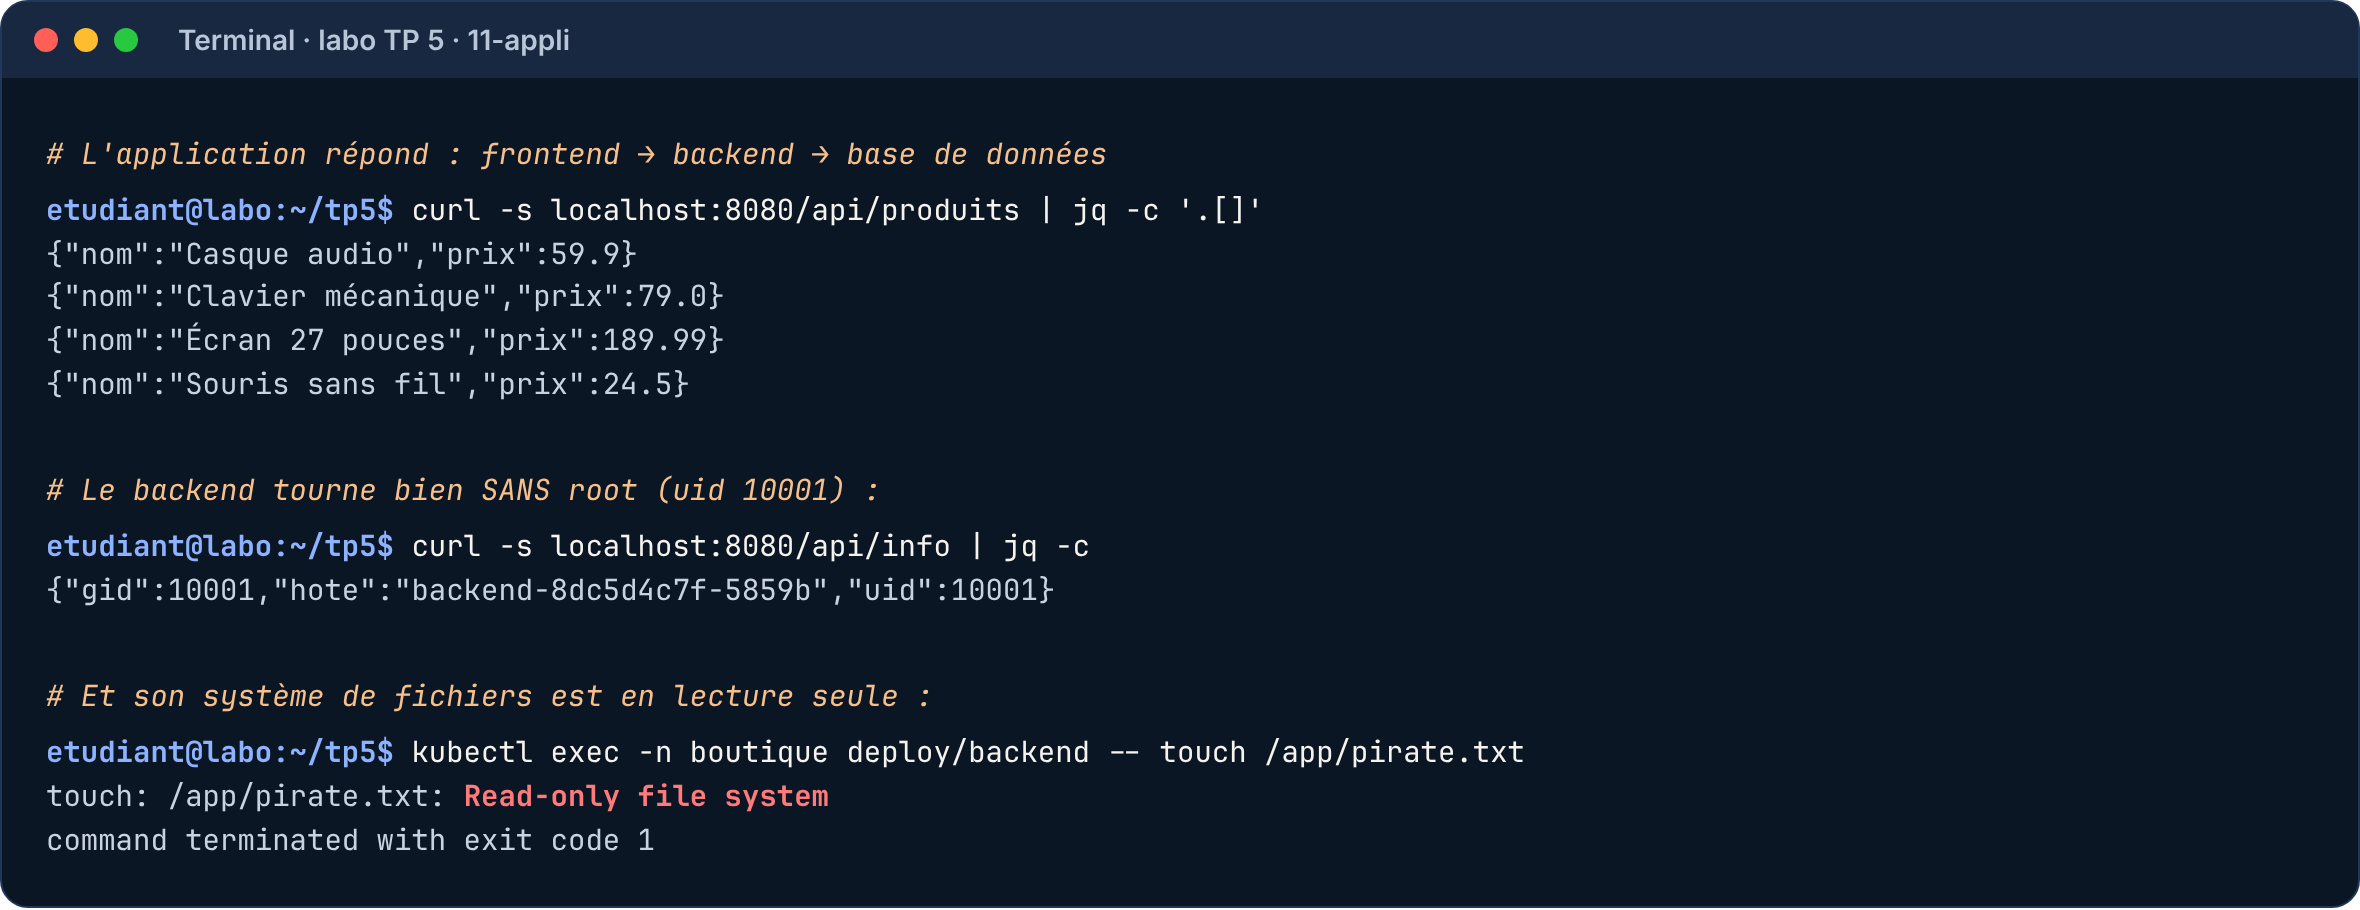 Terminal · labo TP 5 · 11-appli
# L'application répond : frontend → backend → base de données
etudiant@labo:~/tp5$ curl -s localhost:8080/api/produits | jq -c '.[]'
{"nom":"Casque audio","prix":59.9}
{"nom":"Clavier mécanique","prix":79.0}
{"nom":"Écran 27 pouces","prix":189.99}
{"nom":"Souris sans fil","prix":24.5}
# Le backend tourne bien SANS root (uid 10001) :
etudiant@labo:~/tp5$ curl -s localhost:8080/api/info | jq -c
{"gid":10001,"hote":"backend-8dc5d4c7f-5859b","uid":10001}
# Et son système de fichiers est en lecture seule :
etudiant@labo:~/tp5$ kubectl exec -n boutique deploy/backend -- touch /app/pirate.txt
touch: /app/pirate.txt: Read-only file system
command terminated with exit code 1